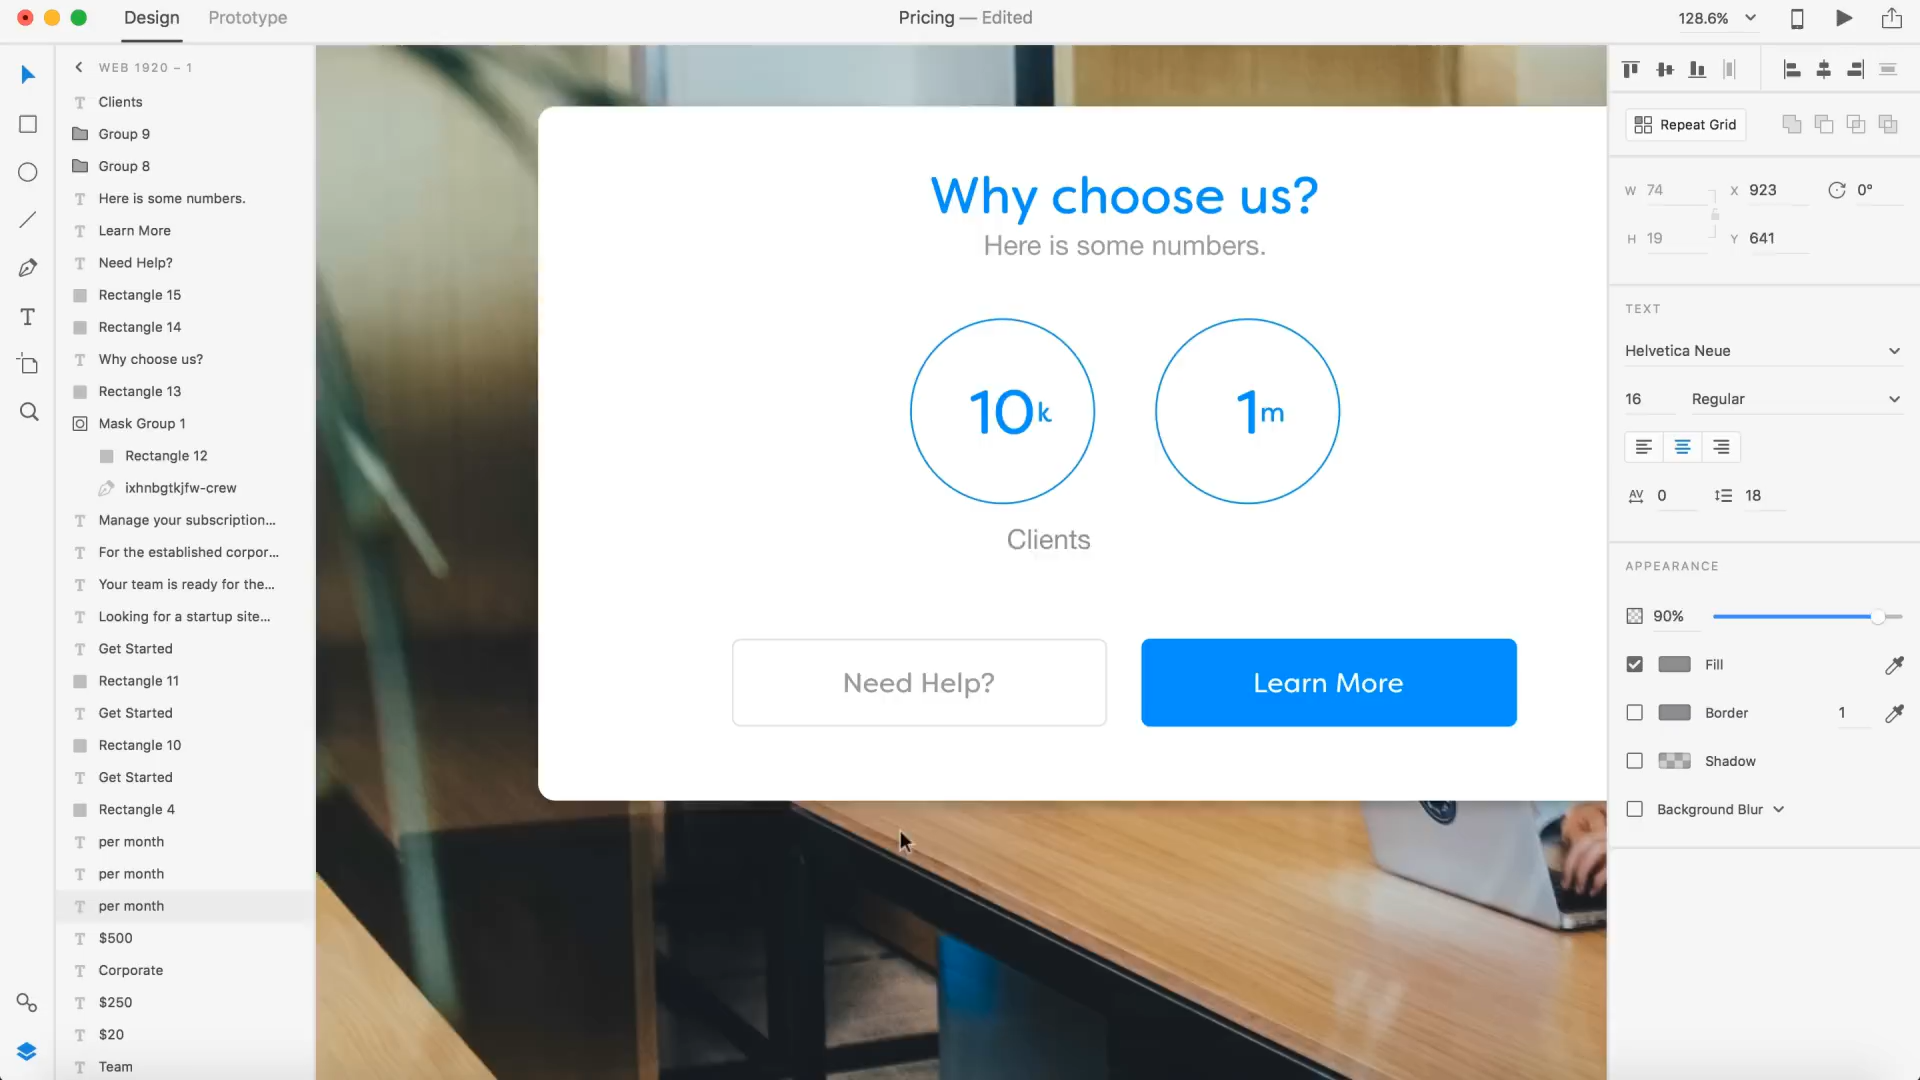 Design
Prototype
Pricing — Edited
128.6%
WEB 1920 – 1
Clients
Group 9
Group 8
Here is some numbers.
Learn More
Need Help?
Rectangle 15
Rectangle 14
Why choose us?
Rectangle 13
Mask Group 1
Rectangle 12
ixhnbgtkjfw-crew
Manage your subscription...
For the established corpor...
Your team is ready for the...
Looking for a startup site...
Get Started
Rectangle 11
Get Started
Rectangle 10
Get Started
Rectangle 4
per month
per month
per month
$500
Corporate
$250
$20
Team
Why choose us?
Here is some numbers.
10k
1m
Clients
Need Help?
Learn More
Repeat Grid
W 74
X 923
0°
H 19
Y 641
TEXT
Helvetica Neue
16
Regular
AV 0
18
APPEARANCE
90%
Fill
Border
1
Shadow
Background Blur